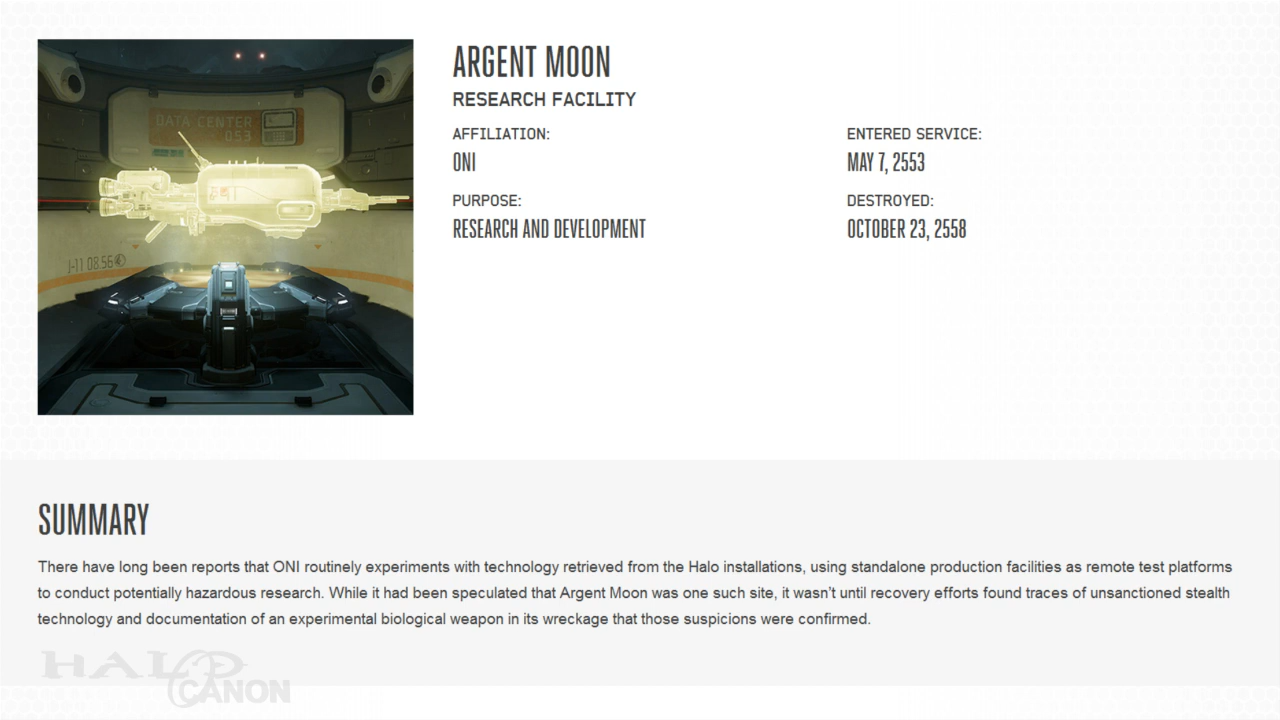 ARGENT MOON
RESEARCH FACILITY
AFFILIATION:
ONI
PURPOSE:
RESEARCH AND DEVELOPMENT
ENTERED SERVICE:
MAY 7, 2553
DESTROYED:
OCTOBER 23, 2558
DATA CENTER
053
J-11 08.56
SUMMARY
There have long been reports that ONI routinely experiments with technology retrieved from the Halo installations, using standalone production facilities as remote test platforms
to conduct potentially hazardous research. While it had been speculated that Argent Moon was one such site, it wasn’t until recovery efforts found traces of unsanctioned stealth
technology and documentation of an experimental biological weapon in its wreckage that those suspicions were confirmed.
HALO
CANON